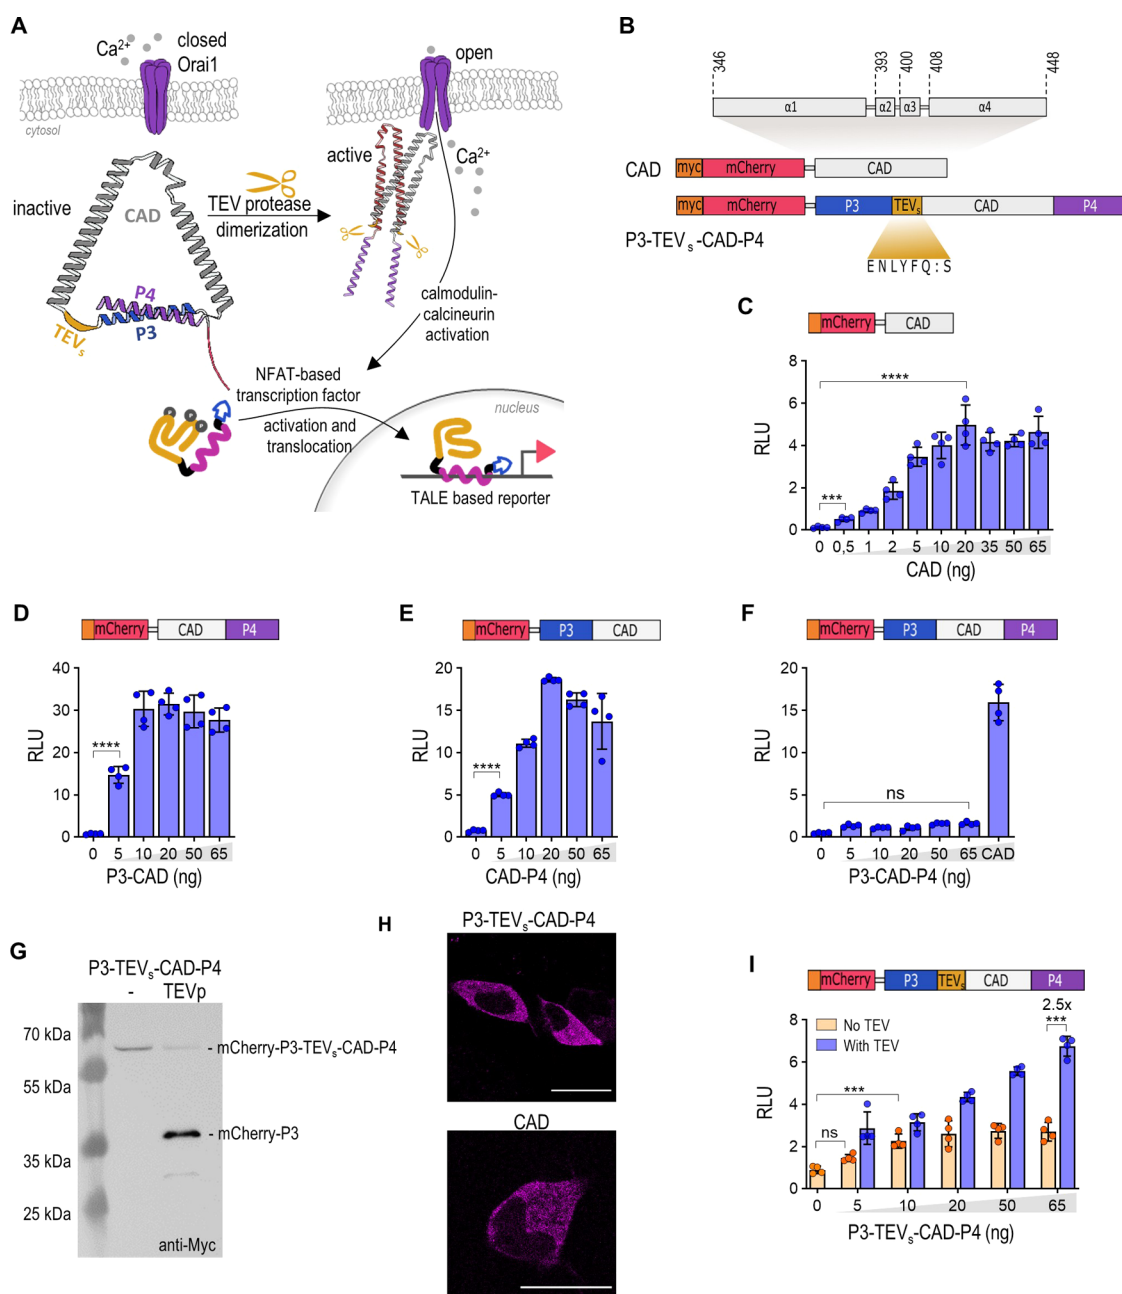 A
Ca2+
closed
Orai1
cytosol
inactive
CAD
P4
P3
TEVs
TEV protease
dimerization
open
active
Ca2+
calmodulin-
calcineurin
activation
NFAT-based
transcription factor
activation and
translocation
P P P
nucleus
TALE based reporter
B
346
393
400
408
448
α1
α2
α3
α4
CAD
myc
mCherry
CAD
myc
mCherry
P3
TEVs
CAD
P4
P3-TEVs-CAD-P4
E N L Y F Q : S
C
mCherry
CAD
8
6
4
2
0
RLU
***
****
0 0,5 1 2 5 10 20 35 50 65
CAD (ng)
D
mCherry
CAD
P4
40
30
20
10
0
RLU
****
0 5 10 20 50 65
P3-CAD (ng)
E
mCherry
P3
CAD
20
15
10
5
0
RLU
****
0 5 10 20 50 65
CAD-P4 (ng)
F
mCherry
P3
CAD
P4
20
15
10
5
0
RLU
ns
0 5 10 20 50 65 CAD
P3-CAD-P4 (ng)
G
P3-TEVs-CAD-P4
- TEVp
70 kDa
55 kDa
35 kDa
25 kDa
- mCherry-P3-TEVs-CAD-P4
- mCherry-P3
anti-Myc
H
P3-TEVs-CAD-P4
CAD
I
mCherry
P3
TEVs
CAD
P4
8
6
4
2
0
RLU
No TEV
With TEV
ns
***
2.5x
***
0 5 10 20 50 65
P3-TEVs-CAD-P4 (ng)